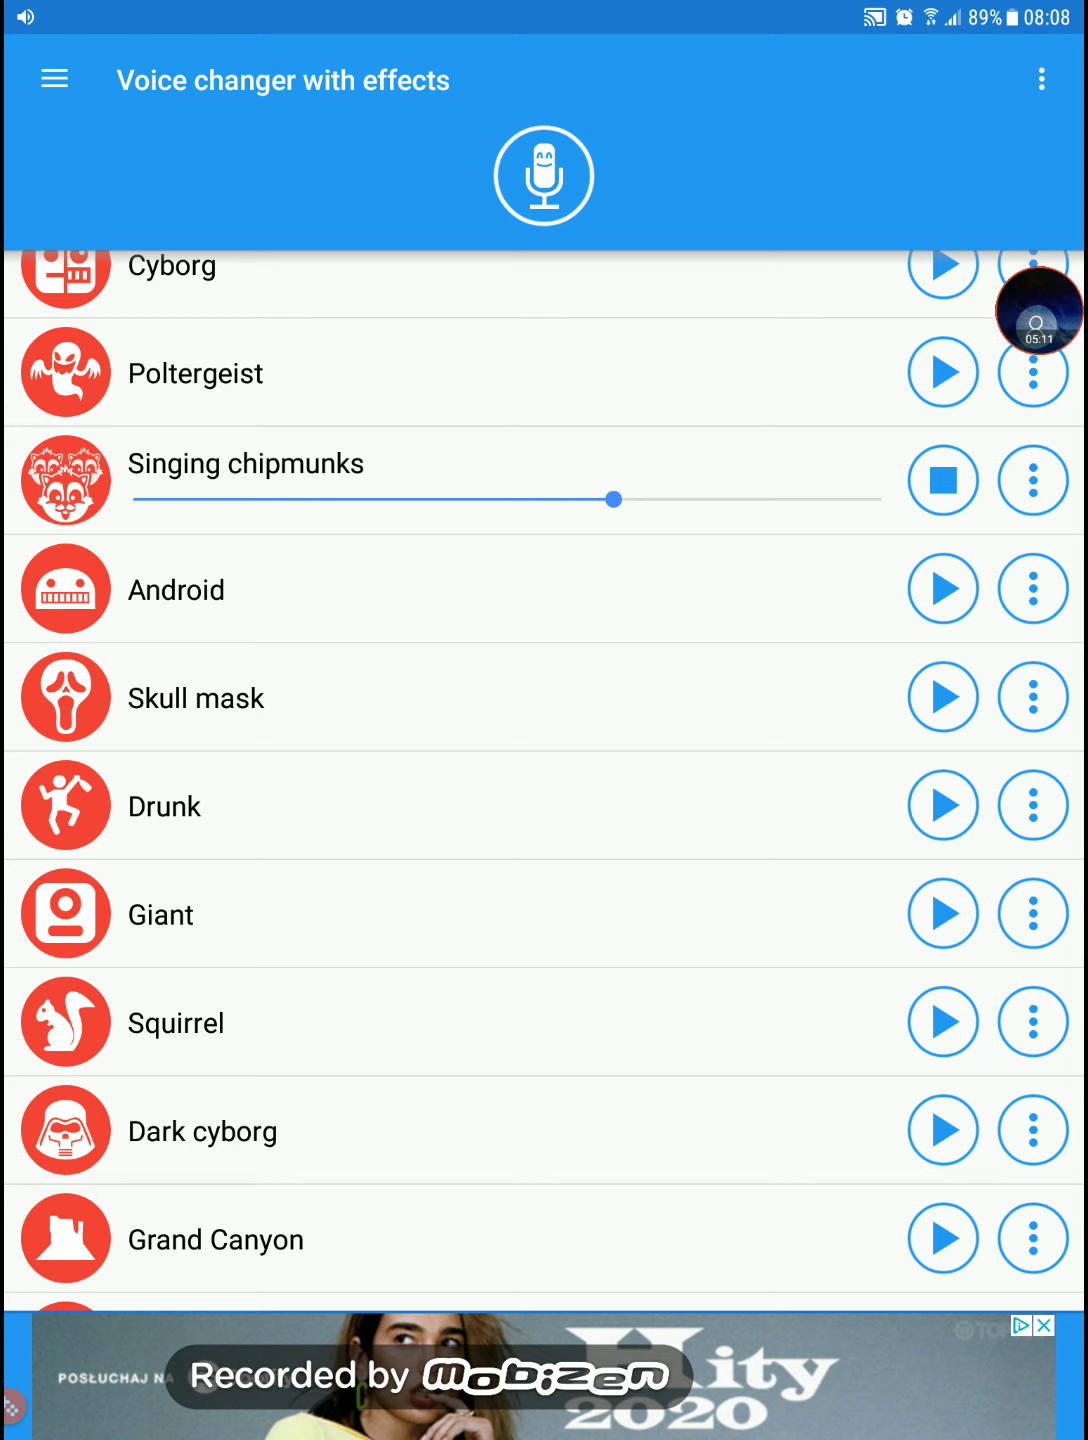 89% 08:08
Voice changer with effects
Cyborg
05:11
Poltergeist
Singing chipmunks
Android
Skull mask
Drunk
Giant
Squirrel
Dark cyborg
Grand Canyon
POSŁUCHAJ NA
Hity
2020
Recorded by mobizen